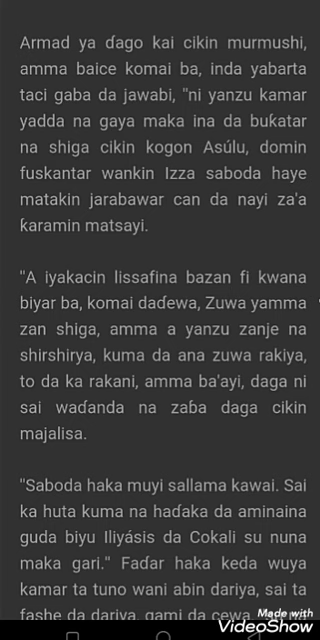 Armad ya ɗago kai cikin murmushi,
amma baice komai ba, inda yabarta
taci gaba da jawabi, "ni yanzu kamar
yadda na gaya maka ina da buƙatar
na shiga cikin kogon Asúlu, domin
fuskantar wankin Izza saboda haye
matakin jarabawar can da nayi za'a
ƙaramin matsayi.
"A iyakacin lissafina bazan fi kwana
biyar ba, komai daɗewa, Zuwa yamma
zan shiga, amma a yanzu zanje na
shirshirya, kuma da ana zuwa rakiya,
to da ka rakani, amma ba'ayi, daga ni
sai waɗanda na zaɓa daga cikin
majalisa.
"Saboda haka muyi sallama kawai. Sai
ka huta kuma na haɗaka da aminaina
guda biyu Iliyásis da Cokali su nuna
maka gari." Faɗar haka keda wuya
kamar ta tuno wani abin dariya, sai ta
fashe da dariya, gami da cewa
Made with
VideoShow